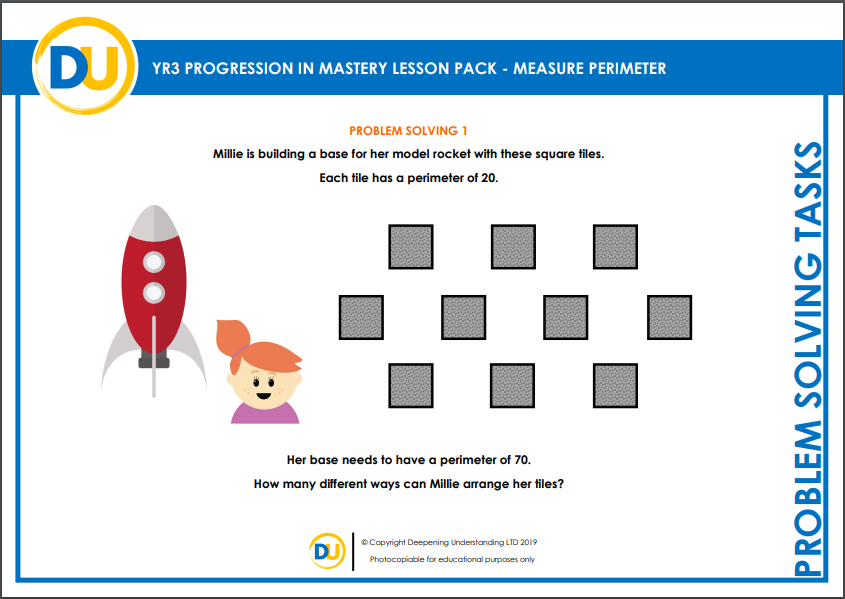 DU
YR3 PROGRESSION IN MASTERY LESSON PACK - MEASURE PERIMETER
PROBLEM SOLVING 1
Millie is building a base for her model rocket with these square tiles.
Each tile has a perimeter of 20.
Her base needs to have a perimeter of 70.
How many different ways can Millie arrange her tiles?
DU
© Copyright Deepening Understanding LTD 2019
Photocopiable for educational purposes only
PROBLEM SOLVING TASKS